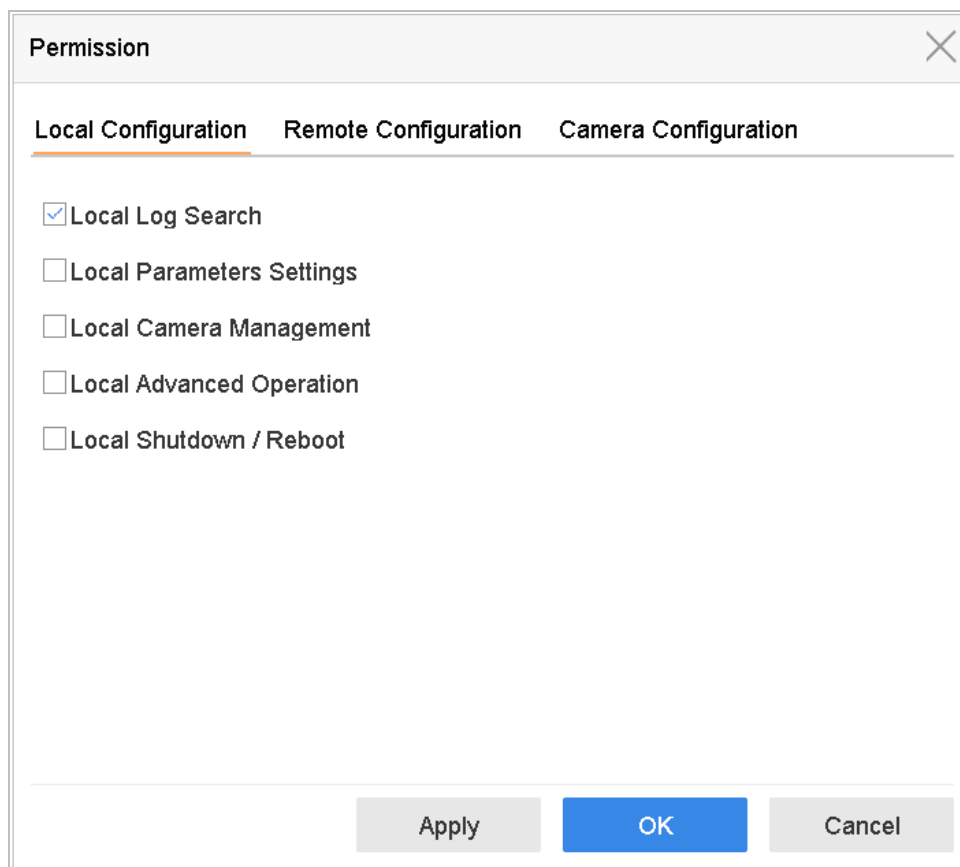 Permission
Local Configuration Remote Configuration Camera Configuration
Local Log Search
Local Parameters Settings
Local Camera Management
Local Advanced Operation
Local Shutdown / Reboot
Apply OK Cancel